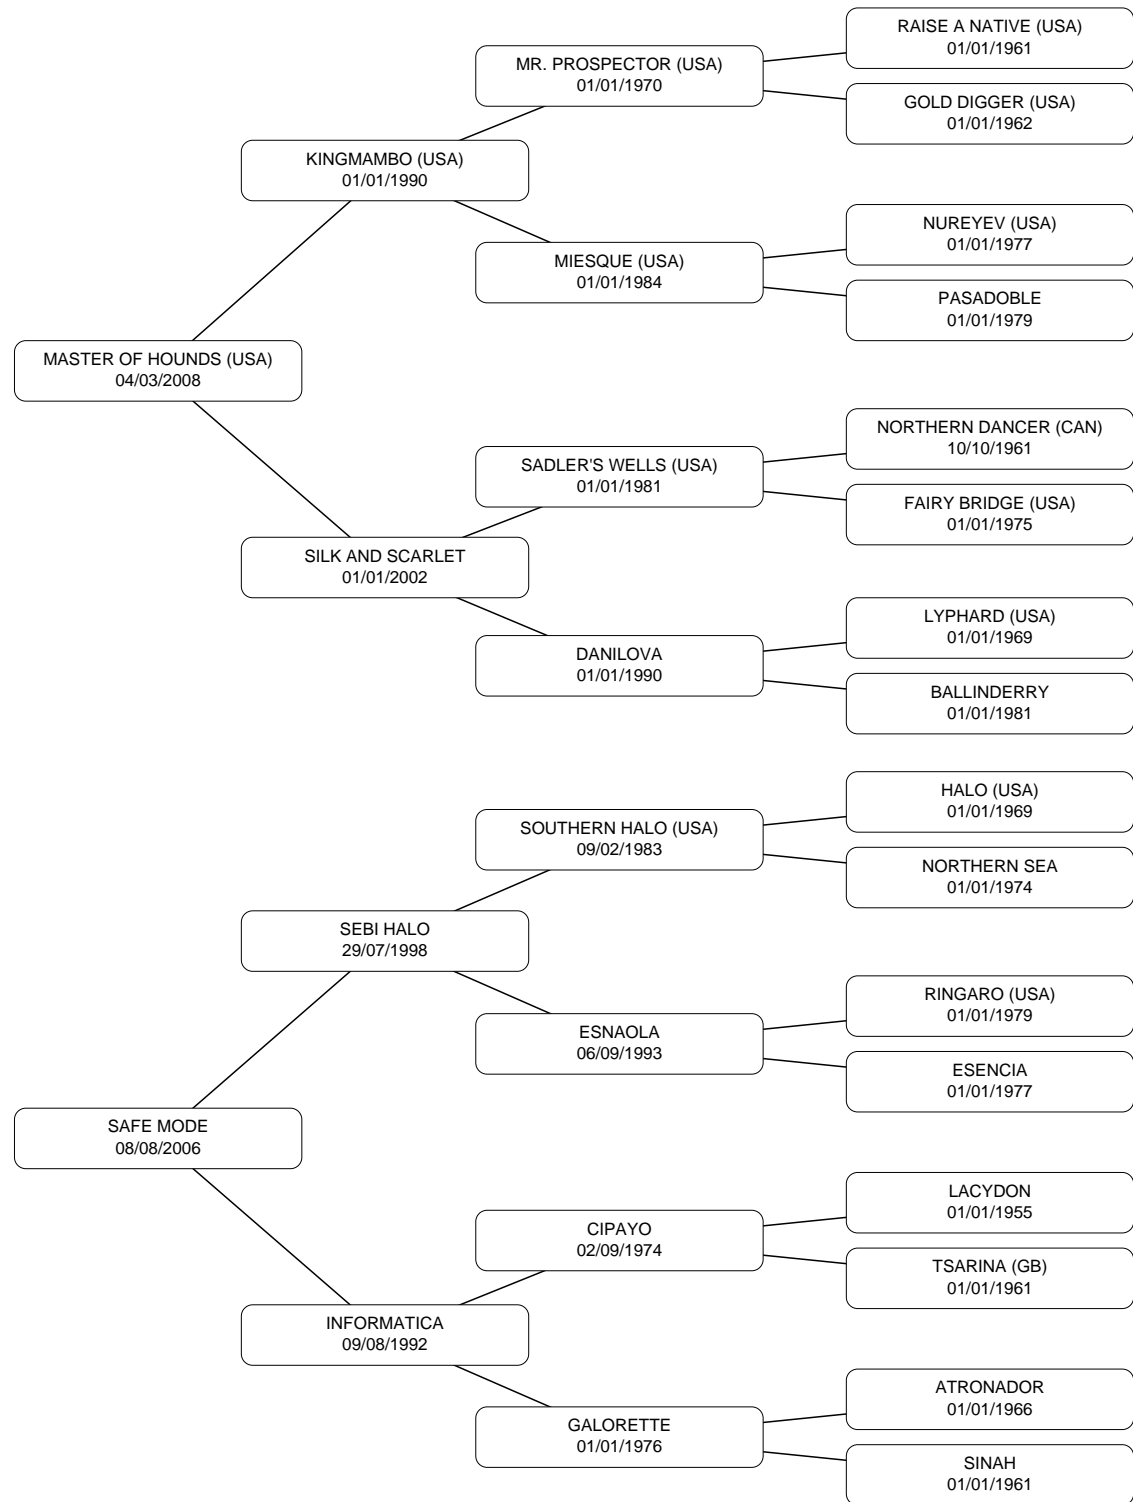 RAISE A NATIVE (USA)
01/01/1961
MR. PROSPECTOR (USA)
01/01/1970
GOLD DIGGER (USA)
01/01/1962
KINGMAMBO (USA)
01/01/1990
NUREYEV (USA)
01/01/1977
MIESQUE (USA)
01/01/1984
PASADOBLE
01/01/1979
MASTER OF HOUNDS (USA)
04/03/2008
NORTHERN DANCER (CAN)
10/10/1961
SADLER'S WELLS (USA)
01/01/1981
FAIRY BRIDGE (USA)
01/01/1975
SILK AND SCARLET
01/01/2002
LYPHARD (USA)
01/01/1969
DANILOVA
01/01/1990
BALLINDERRY
01/01/1981
HALO (USA)
01/01/1969
SOUTHERN HALO (USA)
09/02/1983
NORTHERN SEA
01/01/1974
SEBI HALO
29/07/1998
RINGARO (USA)
01/01/1979
ESNAOLA
06/09/1993
ESENCIA
01/01/1977
SAFE MODE
08/08/2006
LACYDON
01/01/1955
CIPAYO
02/09/1974
TSARINA (GB)
01/01/1961
INFORMATICA
09/08/1992
ATRONADOR
01/01/1966
GALORETTE
01/01/1976
SINAH
01/01/1961